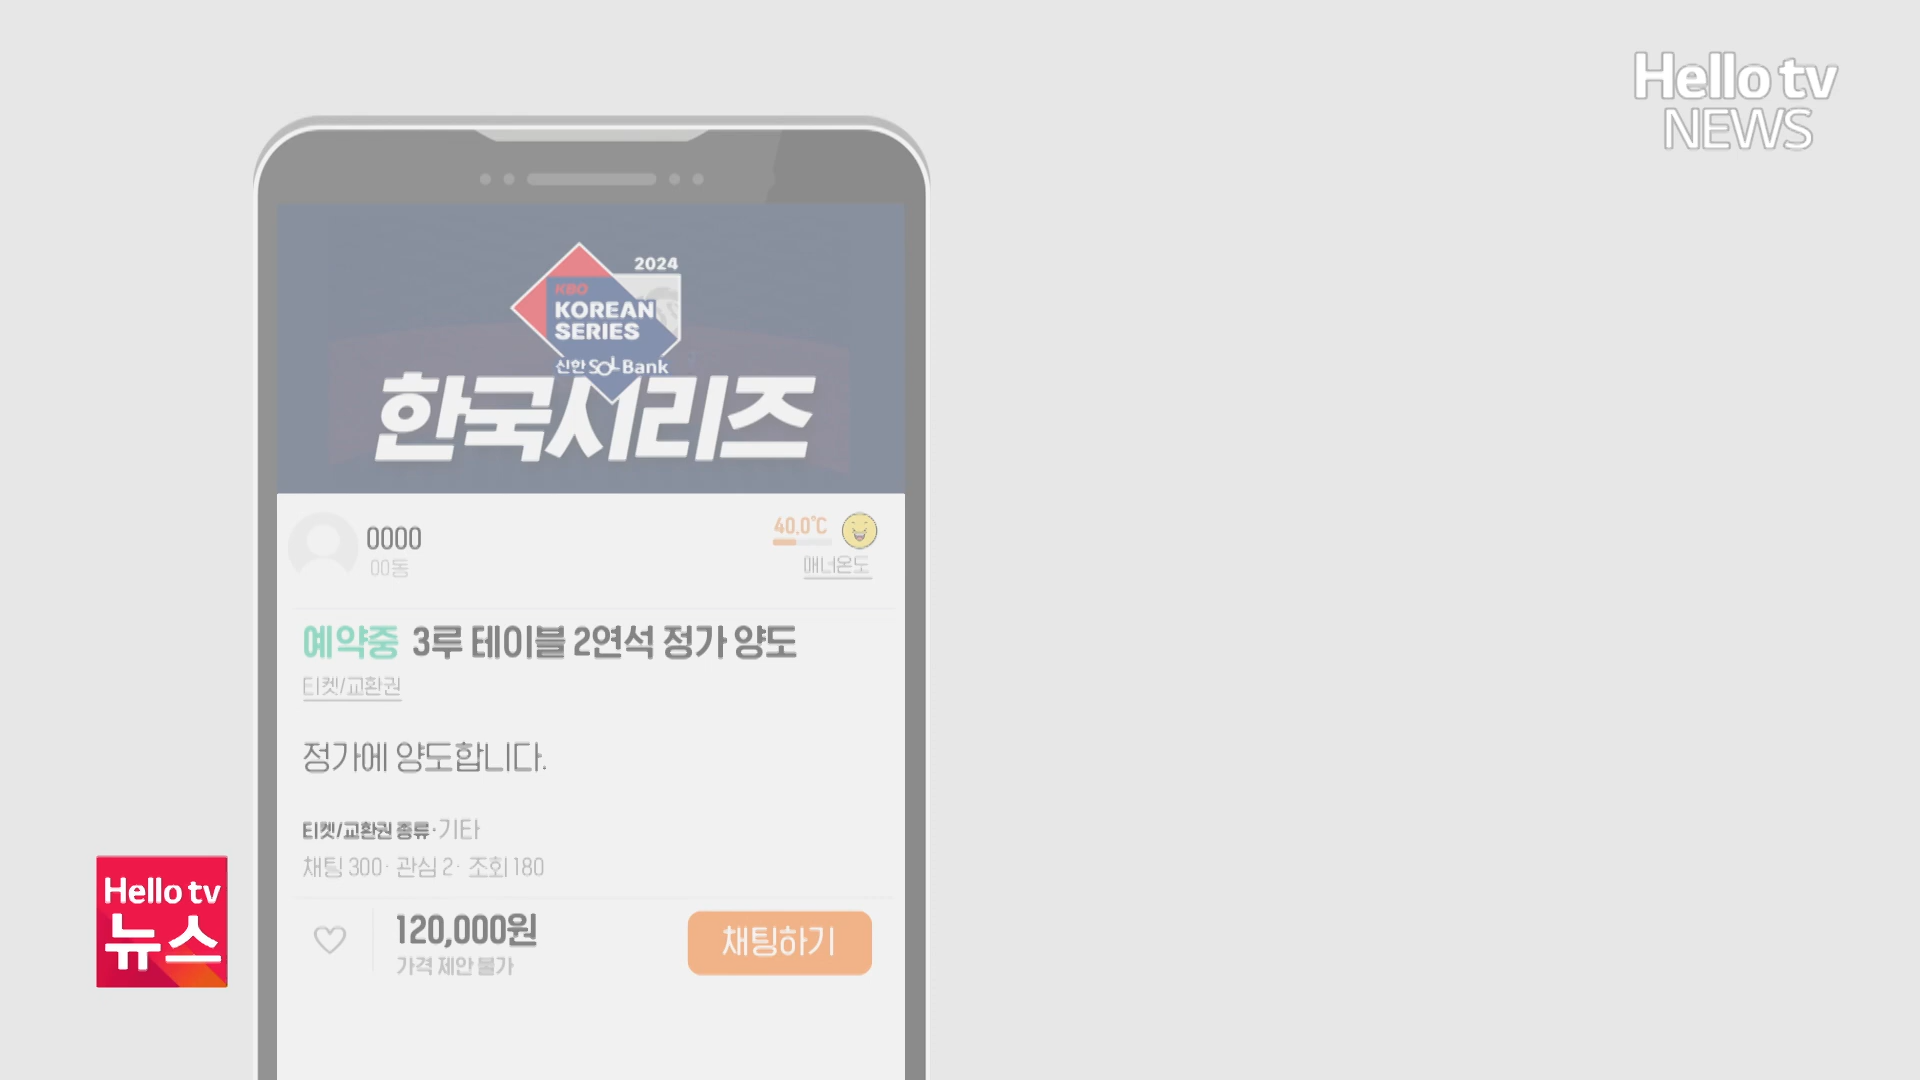 Hello tv
NEWS
2024
KBO
KOREAN
SERIES
신한 SOL Bank
한국시리즈
0000
00동
40.0℃
매너온도
예약중 3루 테이블 2연석 정가 양도
티켓/교환권
정가에 양도합니다.
티켓/교환권 종류·기타
채팅 300· 관심 2· 조회 180
120,000원
가격 제안 불가
채팅하기
Hello tv
뉴스